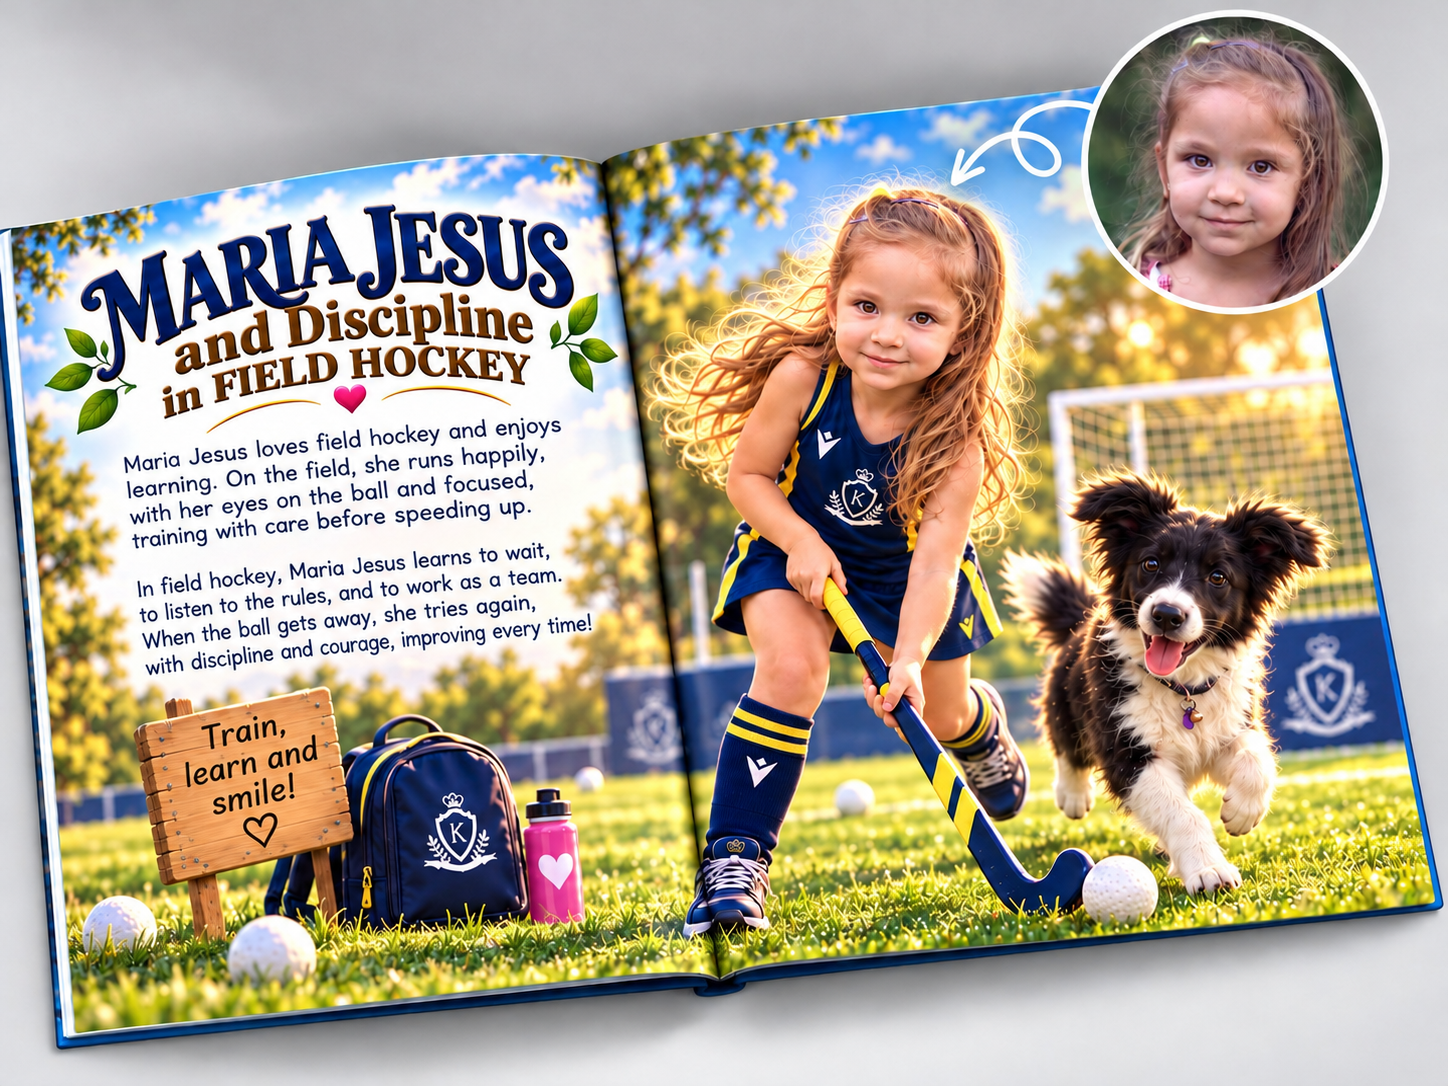 MARIA JESUS
and Discipline
in FIELD HOCKEY
Maria Jesus loves field hockey and enjoys
learning. On the field, she runs happily,
with her eyes on the ball and focused,
training with care before speeding up.
In field hockey, Maria Jesus learns to wait,
to listen to the rules, and to work as a team.
When the ball gets away, she tries again,
with discipline and courage, improving every time!
Train,
learn and
smile!
K
K
K
K